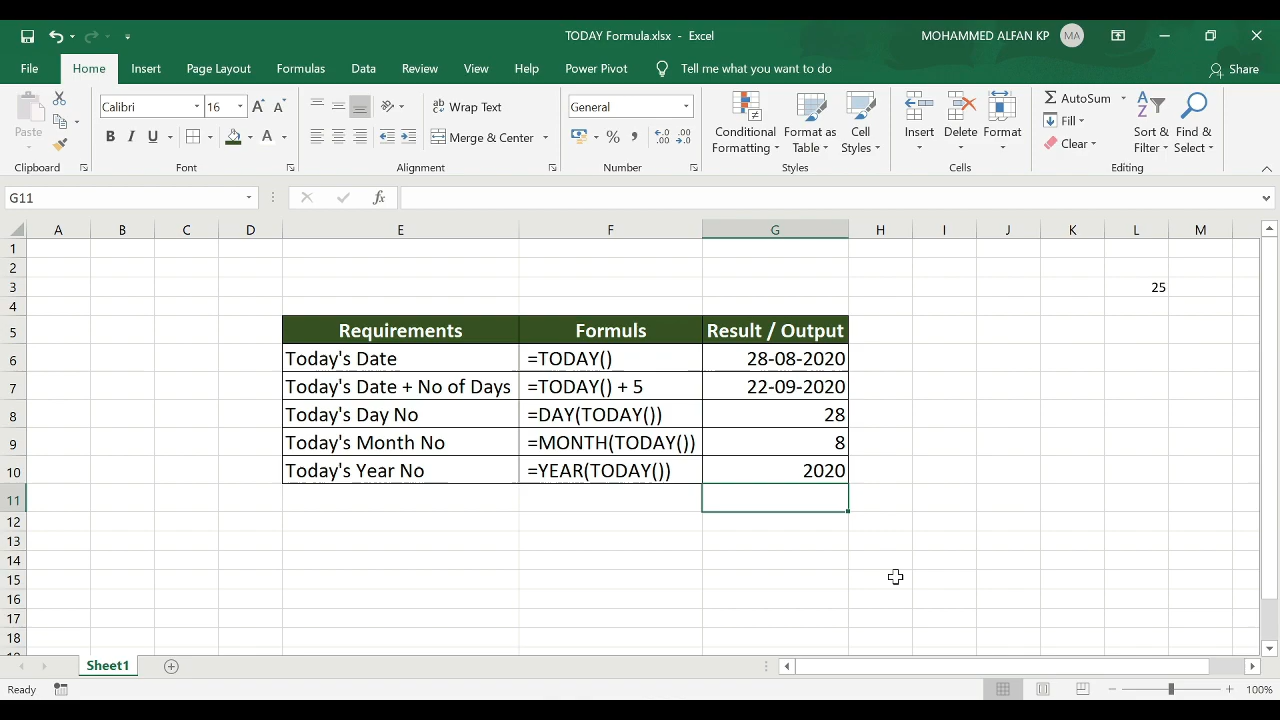 TODAY Formula.xlsx - Excel
MOHAMMED ALFAN KP MA
File Home Insert Page Layout Formulas Data Review View Help Power Pivot Tell me what you want to do Share
Paste
Calibri 16
B I U A
Wrap Text
Merge & Center
General
%
Conditional Formatting
Format as Table
Cell Styles
Insert Delete Format
AutoSum
Fill
Clear
Sort & Filter
Find & Select
Clipboard Font Alignment Number Styles Cells Editing
G11 fx
A B C D E F G H I J K L M
1
2
3 25
4
5 Requirements Formuls Result / Output
6 Today's Date =TODAY() 28-08-2020
7 Today's Date + No of Days =TODAY() + 5 22-09-2020
8 Today's Day No =DAY(TODAY()) 28
9 Today's Month No =MONTH(TODAY()) 8
10 Today's Year No =YEAR(TODAY()) 2020
11
12
13
14
15
16
17
18
Sheet1
Ready 100%